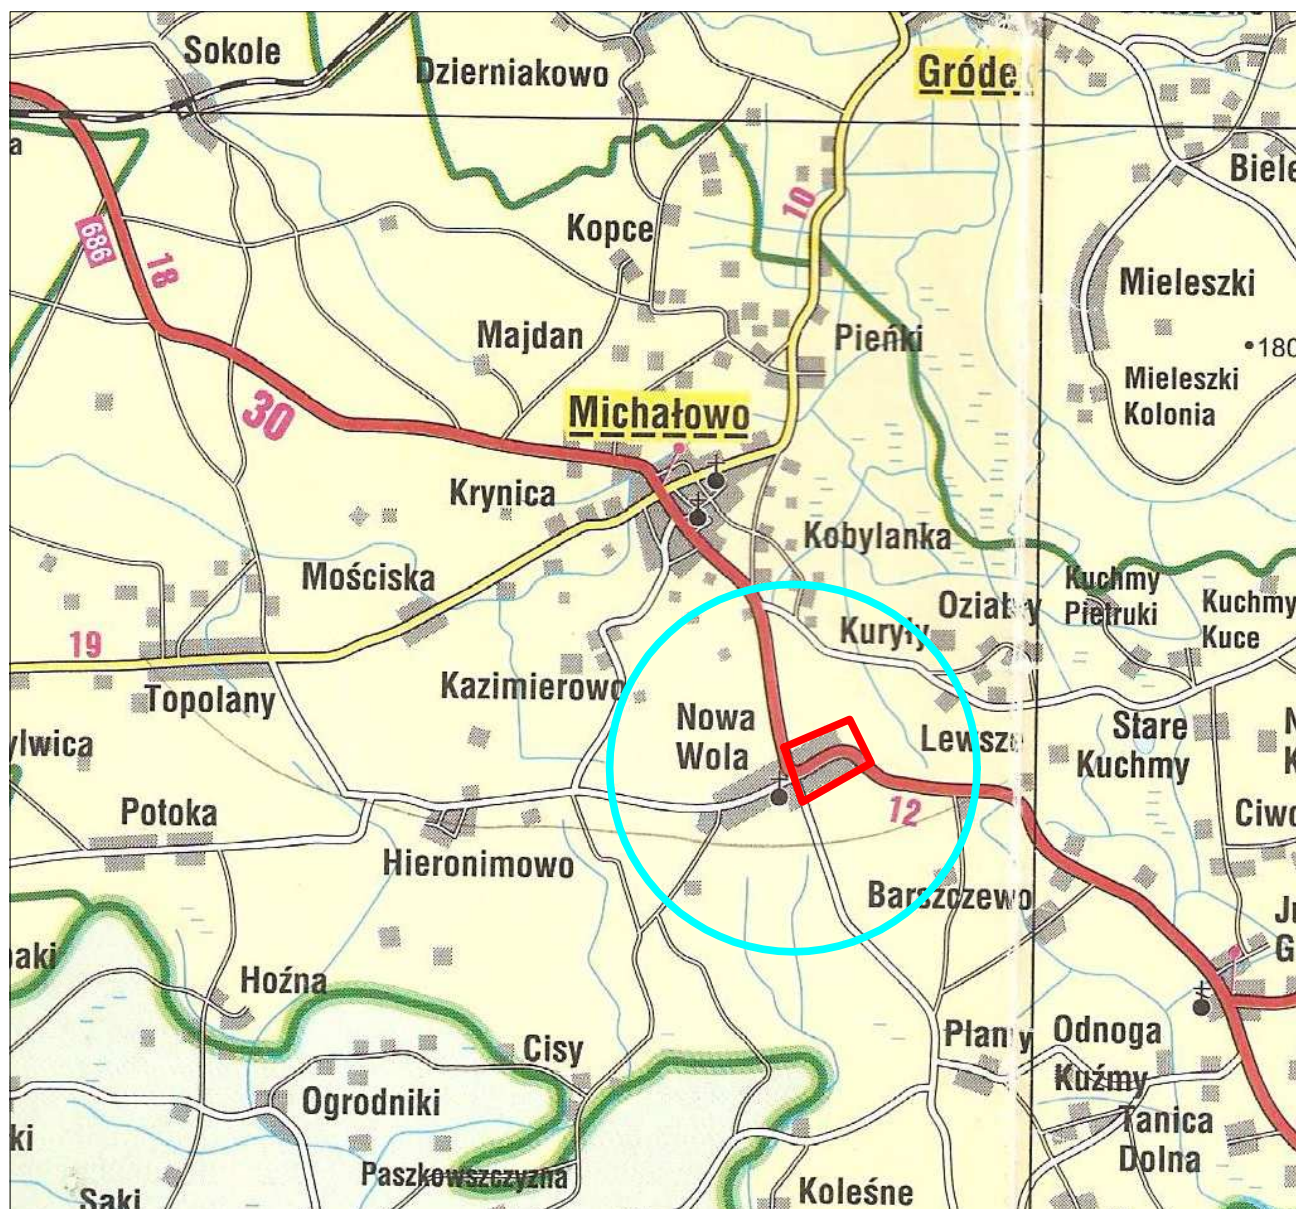 Sokole
Dzierniakowo
Gródek
Biele
686
18
10
Kopce
Mieleszki
180
Majdan
Pieńki
Mieleszki
Kolonia
30
Michałowo
Krynica
Kobylanka
Mościska
Kuchmy
Pietruki
Oziabły
Kuchmy
Kuce
19
Kuryły
Topolany
Kazimierowo
Nowa
Wola
Lewsze
Stare
Kuchmy
ylwica
Potoka
12
Ciwo
Hieronimowo
Barszczewo
Hoźna
Cisy
Planty
Odnoga
Kuźmy
Ogrodniki
Tanica
Dolna
ki
Paszkowszczyzna
Saki
Koleśne